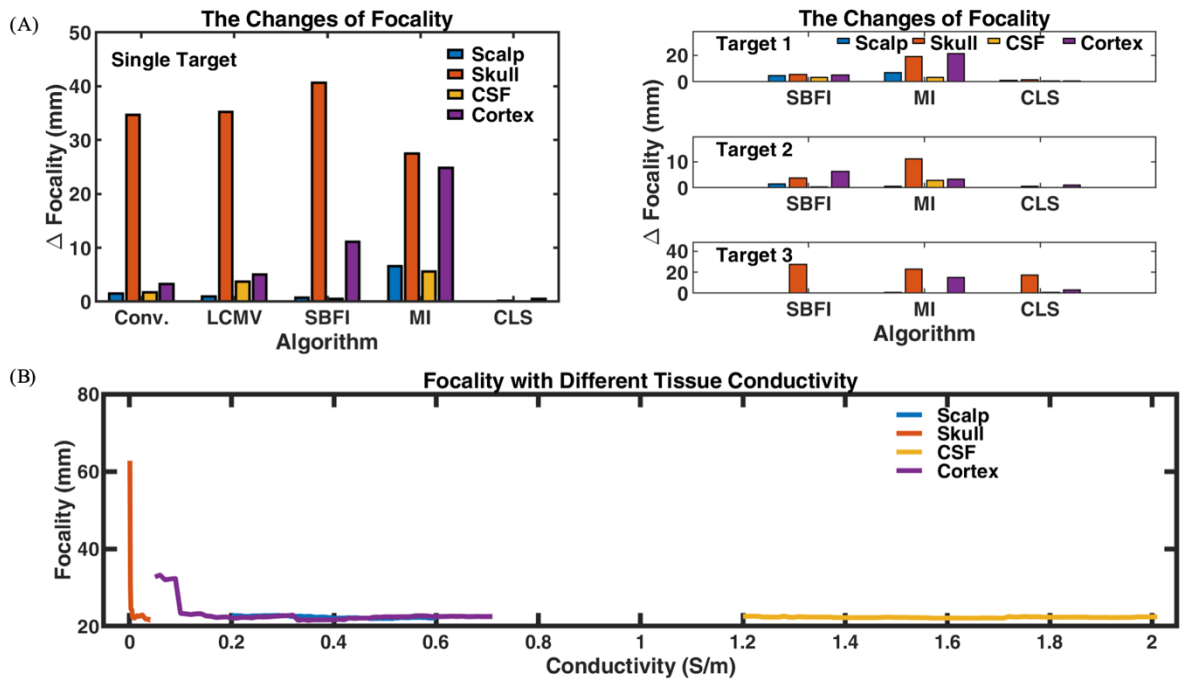 (A)
The Changes of Focality
Single Target
Scalp
Skull
CSF
Cortex
50
40
30
20
10
0
Δ Focality (mm)
Conv. LCMV SBFI MI CLS
Algorithm
The Changes of Focality
Target 1
Scalp Skull CSF Cortex
20
0
SBFI MI CLS
Target 2
10
0
SBFI MI CLS
Target 3
40
20
0
SBFI MI CLS
Δ Focality (mm)
Algorithm
(B)
Focality with Different Tissue Conductivity
Scalp
Skull
CSF
Cortex
80
60
40
20
Focality (mm)
0 0.2 0.4 0.6 0.8 1 1.2 1.4 1.6 1.8 2
Conductivity (S/m)